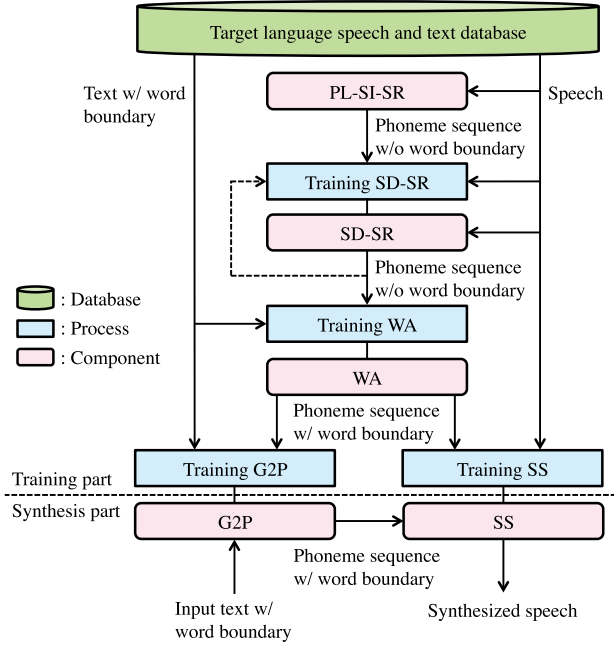 Target language speech and text database
Text w/ word
boundary
PL-SI-SR
Speech
Phoneme sequence
w/o word boundary
Training SD-SR
SD-SR
Phoneme sequence
w/o word boundary
: Database
: Process
: Component
Training WA
WA
Phoneme sequence
w/ word boundary
Training G2P
Training SS
Training part
Synthesis part
G2P
SS
Phoneme sequence
w/ word boundary
Input text w/
word boundary
Synthesized speech